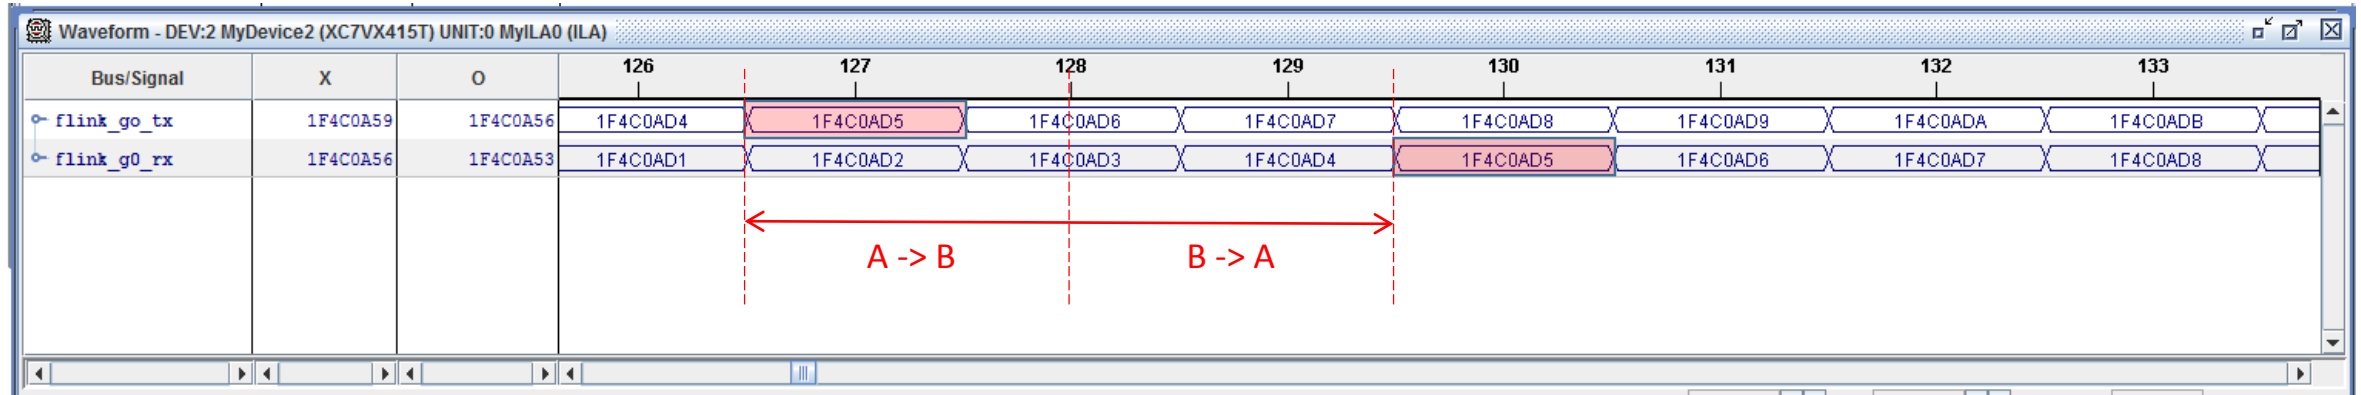 Waveform - DEV:2 MyDevice2 (XC7VX415T) UNIT:0 MyILA0 (ILA)
Bus/Signal X O 126 127 128 129 130 131 132 133
flink_go_tx 1F4C0A59 1F4C0A56 1F4C0AD4 1F4C0AD5 1F4C0AD6 1F4C0AD7 1F4C0AD8 1F4C0AD9 1F4C0ADA 1F4C0ADB
flink_g0_rx 1F4C0A56 1F4C0A53 1F4C0AD1 1F4C0AD2 1F4C0AD3 1F4C0AD4 1F4C0AD5 1F4C0AD6 1F4C0AD7 1F4C0AD8
A -> B B -> A